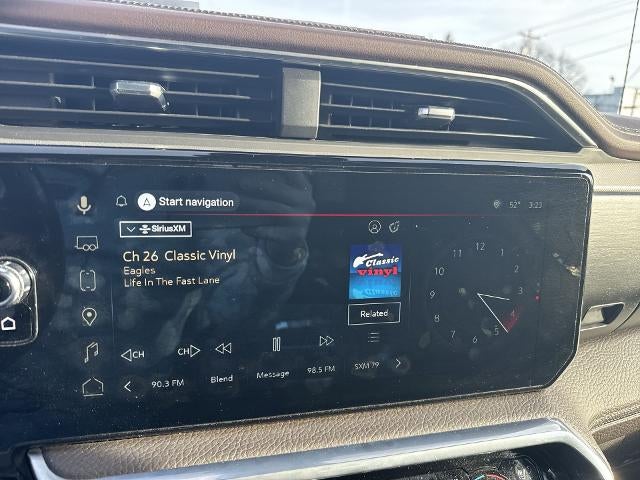 Start navigation
52° 3:23
SiriusXM
Ch 26 Classic Vinyl
Eagles
Life In The Fast Lane
Classic
vinyl
Related
CH
CH
90.3 FM
Blend
Message
98.5 FM
SXM 79
12
11
1
10
2
9
3
8
4
7
6
5